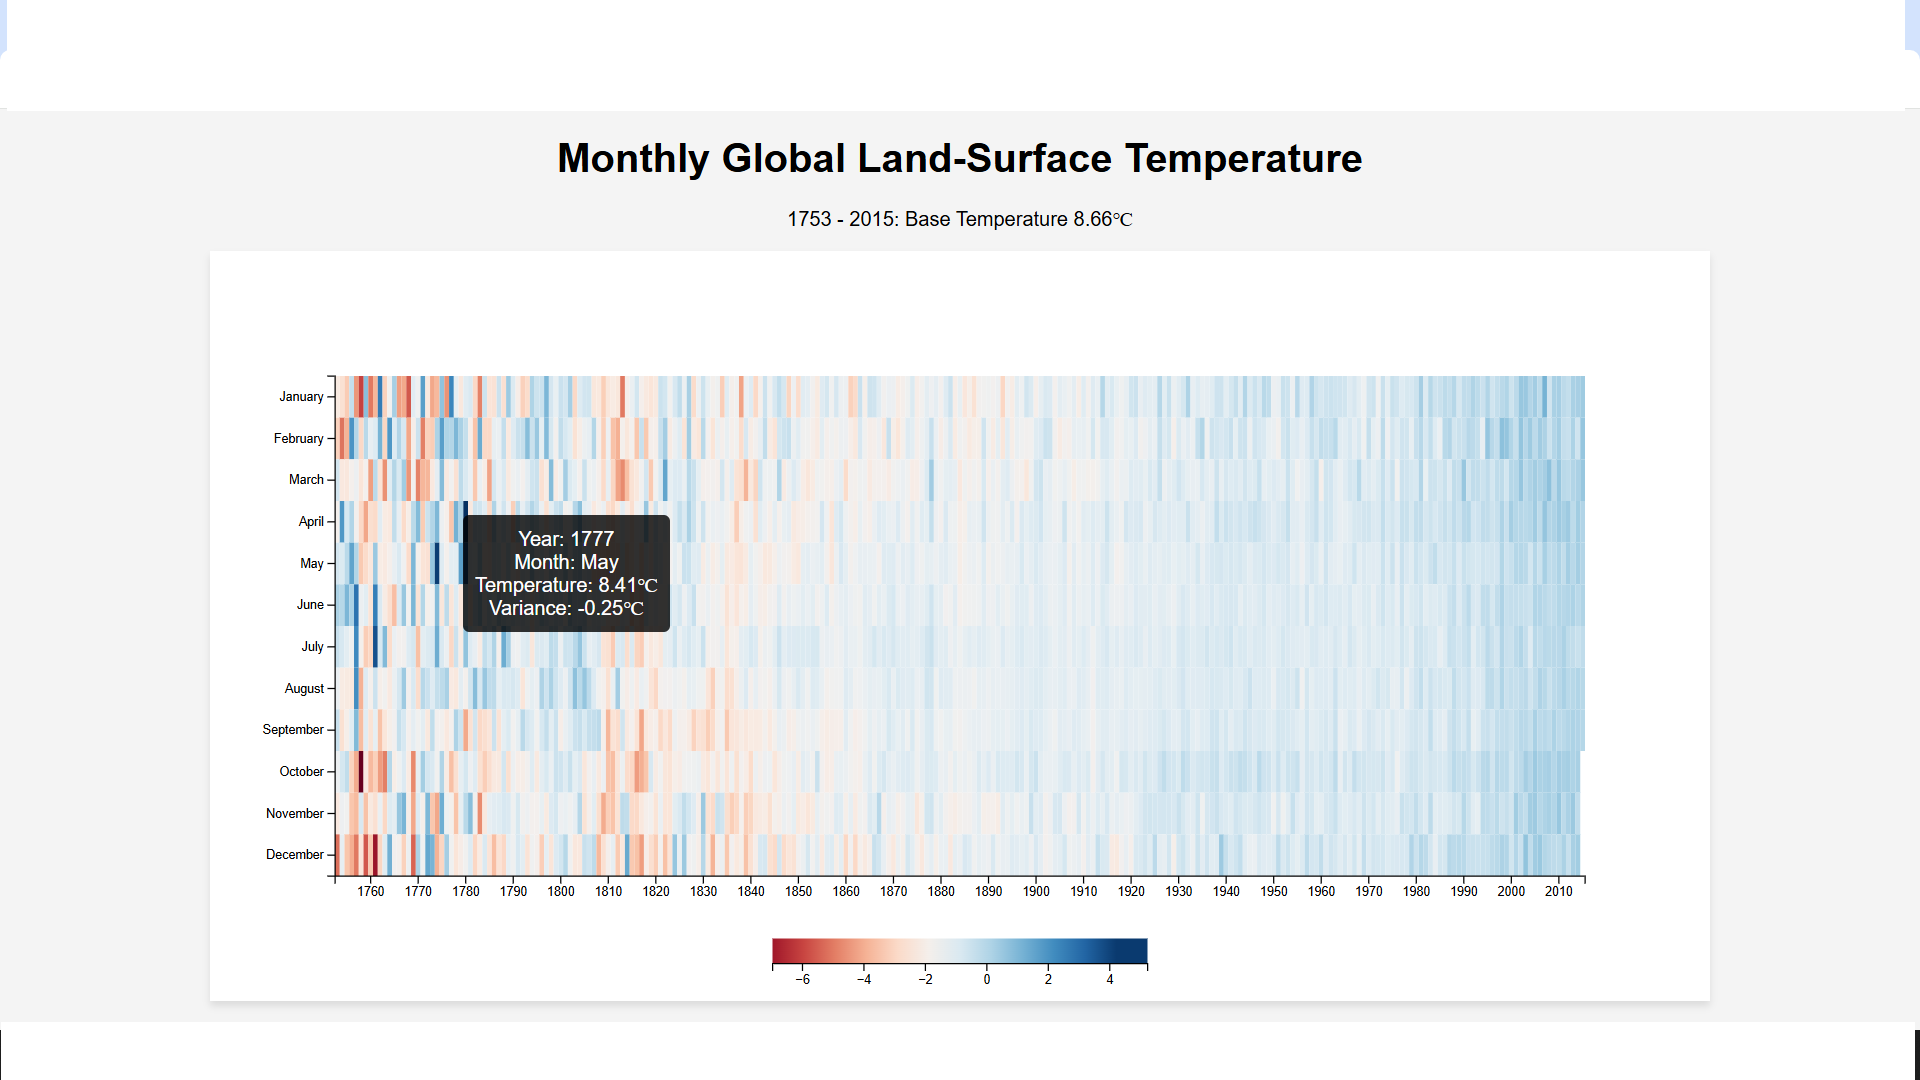 Monthly Global Land-Surface Temperature
1753 - 2015: Base Temperature 8.66℃
January
February
March
April
May
June
July
August
September
October
November
December
Year: 1777
Month: May
Temperature: 8.41℃
Variance: -0.25℃
1760 1770 1780 1790 1800 1810 1820 1830 1840 1850 1860 1870 1880 1890 1900 1910 1920 1930 1940 1950 1960 1970 1980 1990 2000 2010
−6 −4 −2 0 2 4